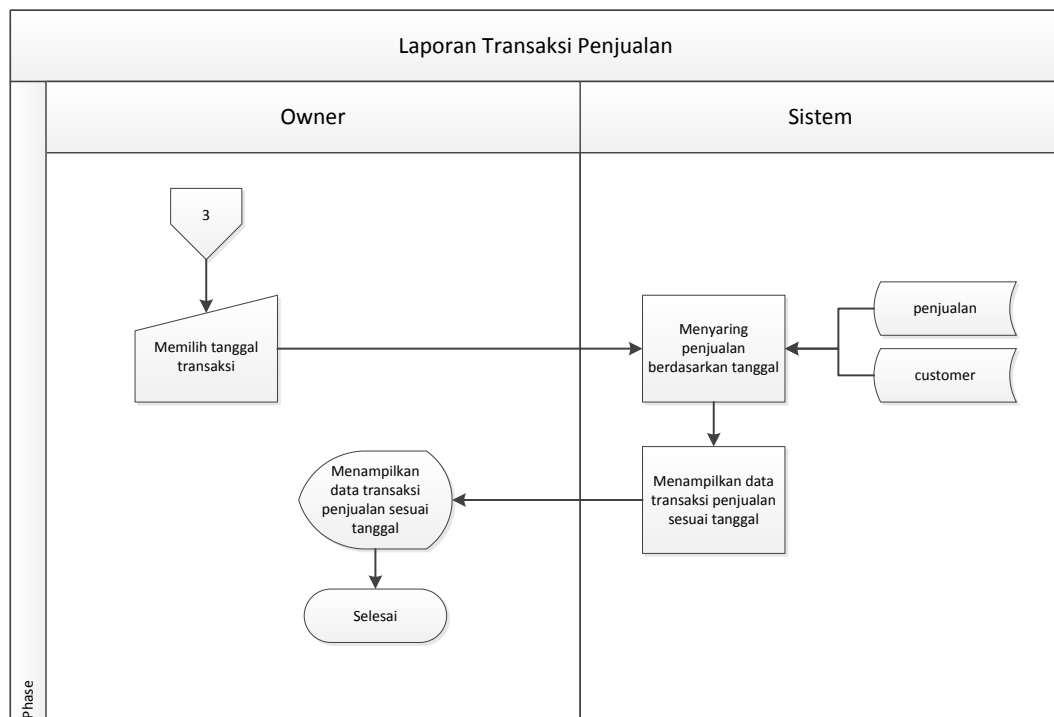 Laporan Transaksi Penjualan
Owner
Sistem
3
Memilih tanggal
transaksi
Menyaring
penjualan
berdasarkan tanggal
penjualan
customer
Menampilkan
data transaksi
penjualan sesuai
tanggal
Menampilkan data
transaksi penjualan
sesuai tanggal
Selesai
Phase